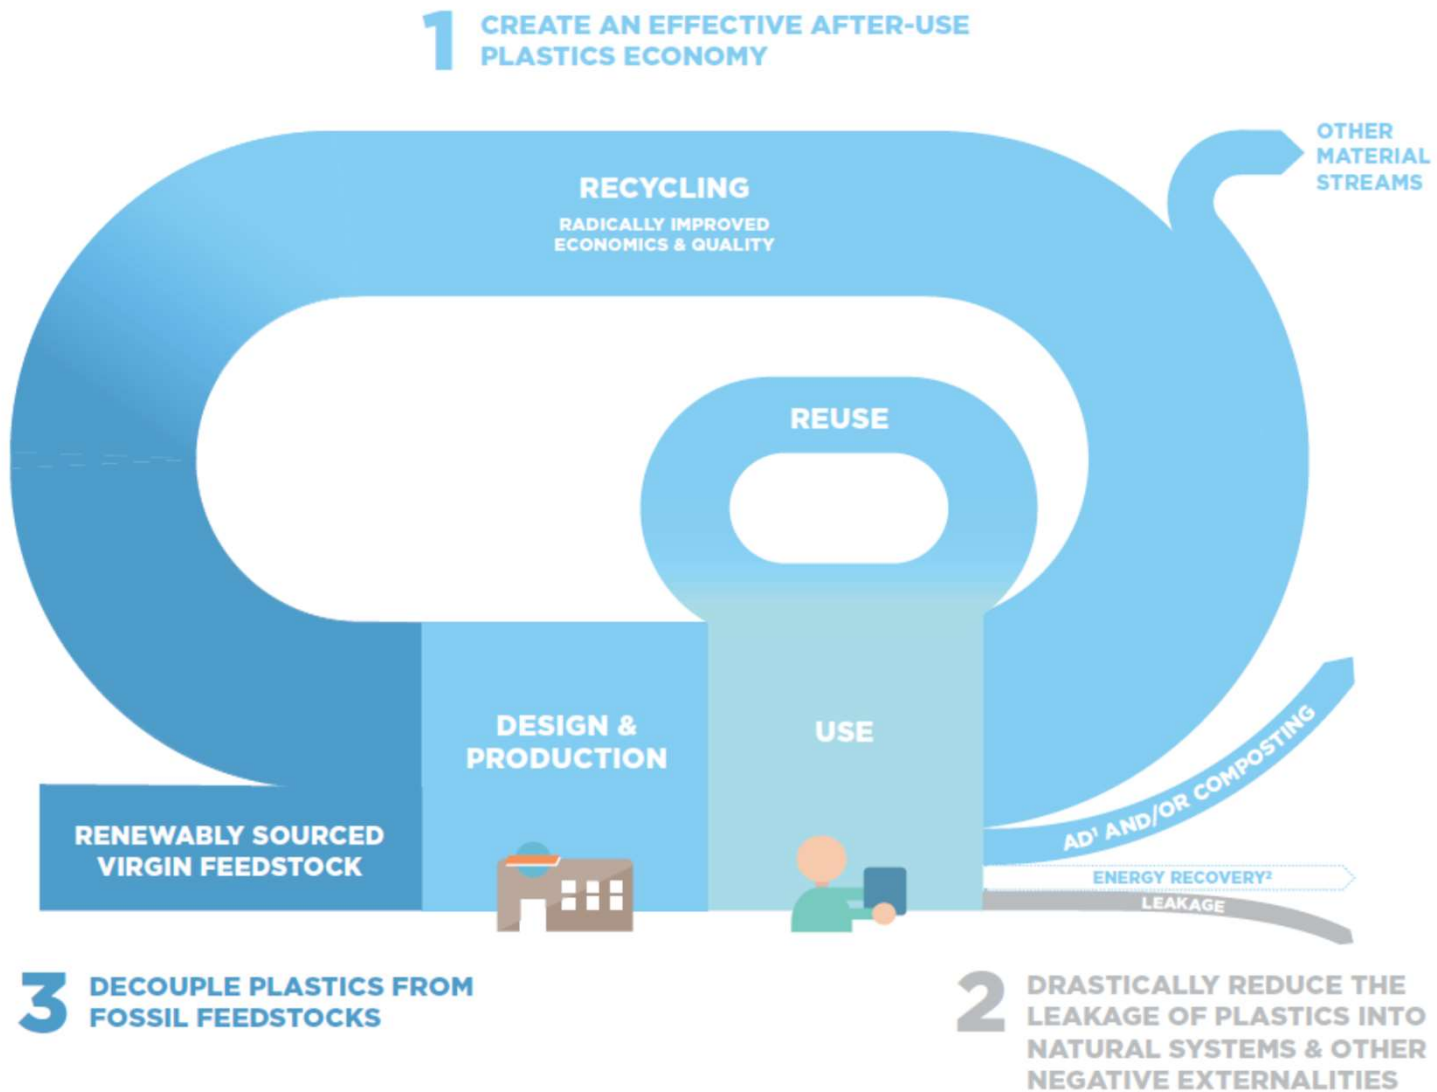 1 CREATE AN EFFECTIVE AFTER-USE
PLASTICS ECONOMY
OTHER
MATERIAL
STREAMS
RECYCLING
RADICALLY IMPROVED
ECONOMICS & QUALITY
REUSE
DESIGN &
PRODUCTION
USE
RENEWABLY SOURCED
VIRGIN FEEDSTOCK
AD¹ AND/OR COMPOSTING
ENERGY RECOVERY²
LEAKAGE
3 DECOUPLE PLASTICS FROM
FOSSIL FEEDSTOCKS
2 DRASTICALLY REDUCE THE
LEAKAGE OF PLASTICS INTO
NATURAL SYSTEMS & OTHER
NEGATIVE EXTERNALITIES